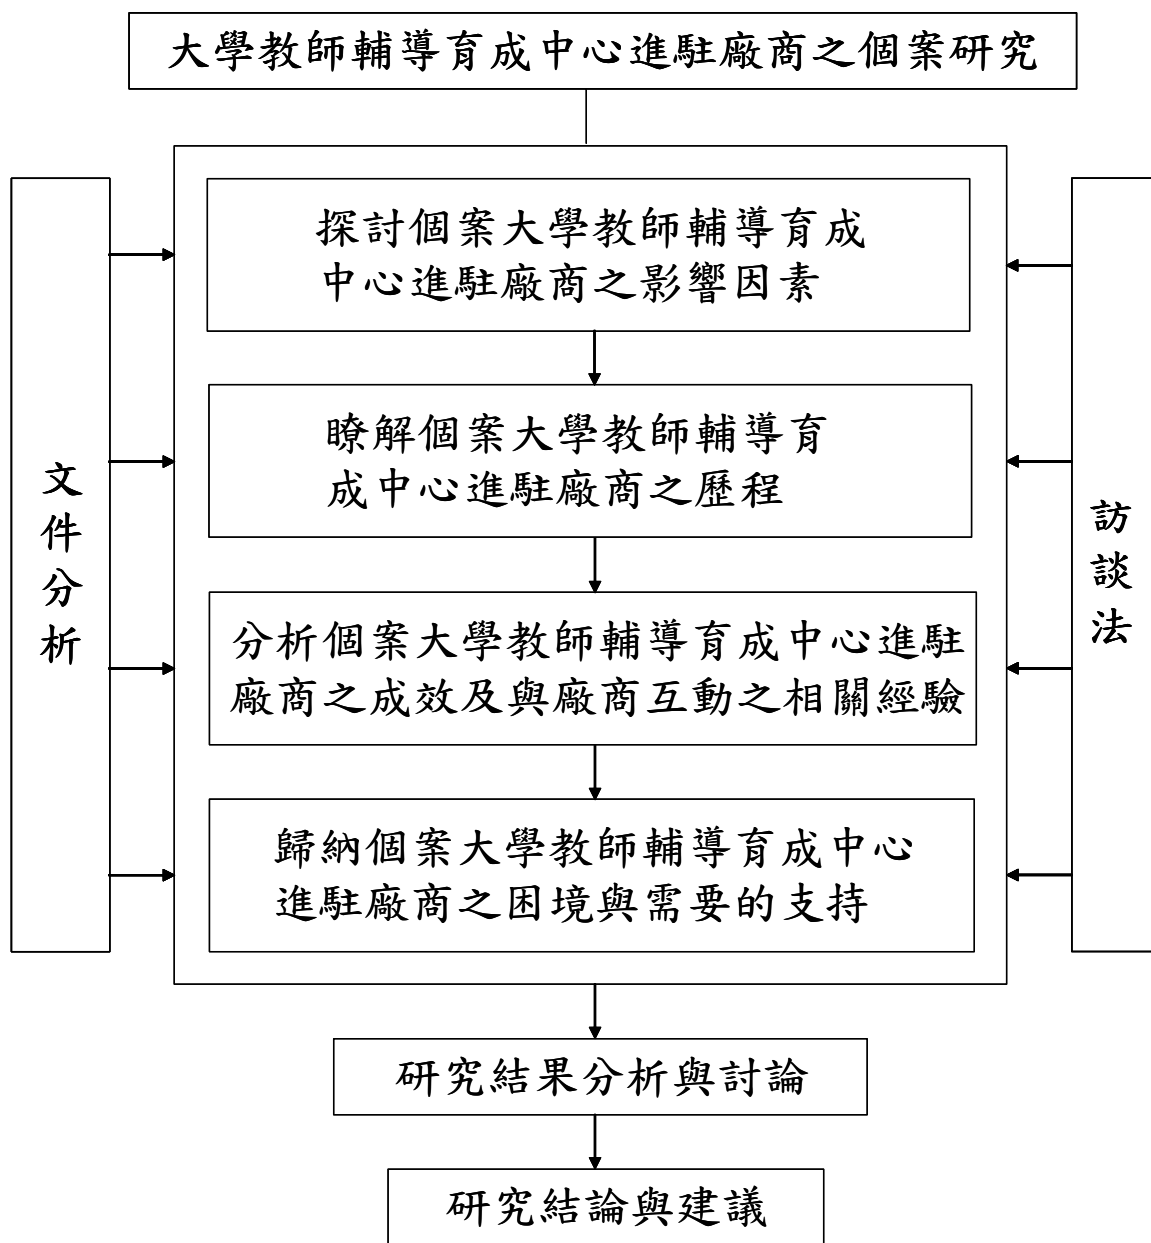 大學教師輔導育成中心進駐廠商之個案研究
探討個案大學教師輔導育成
中心進駐廠商之影響因素
瞭解個案大學教師輔導育
成中心進駐廠商之歷程
分析個案大學教師輔導育成中心進駐
廠商之成效及與廠商互動之相關經驗
歸納個案大學教師輔導育成中心
進駐廠商之困境與需要的支持
文件分析
訪談法
研究結果分析與討論
研究結論與建議